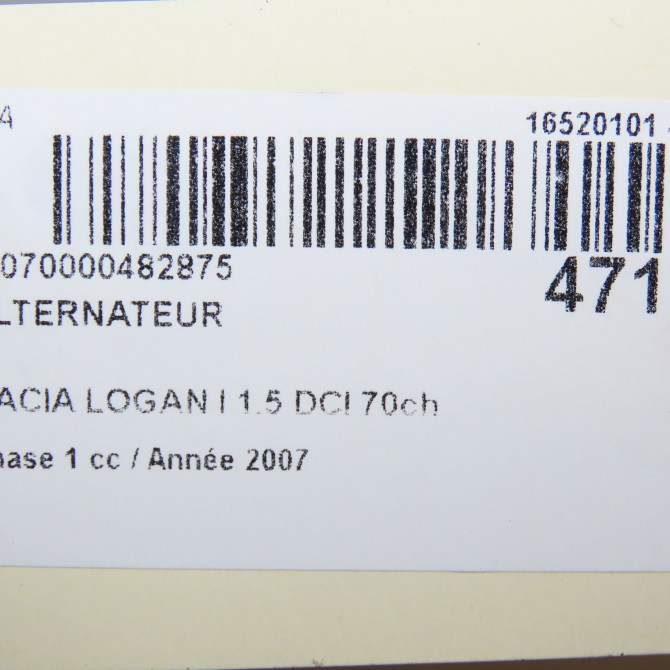 4 16520101
070000482875 471
LTERNATEUR
ACIA LOGAN I 1.5 DCI 70ch
hase 1 cc / Année 2007